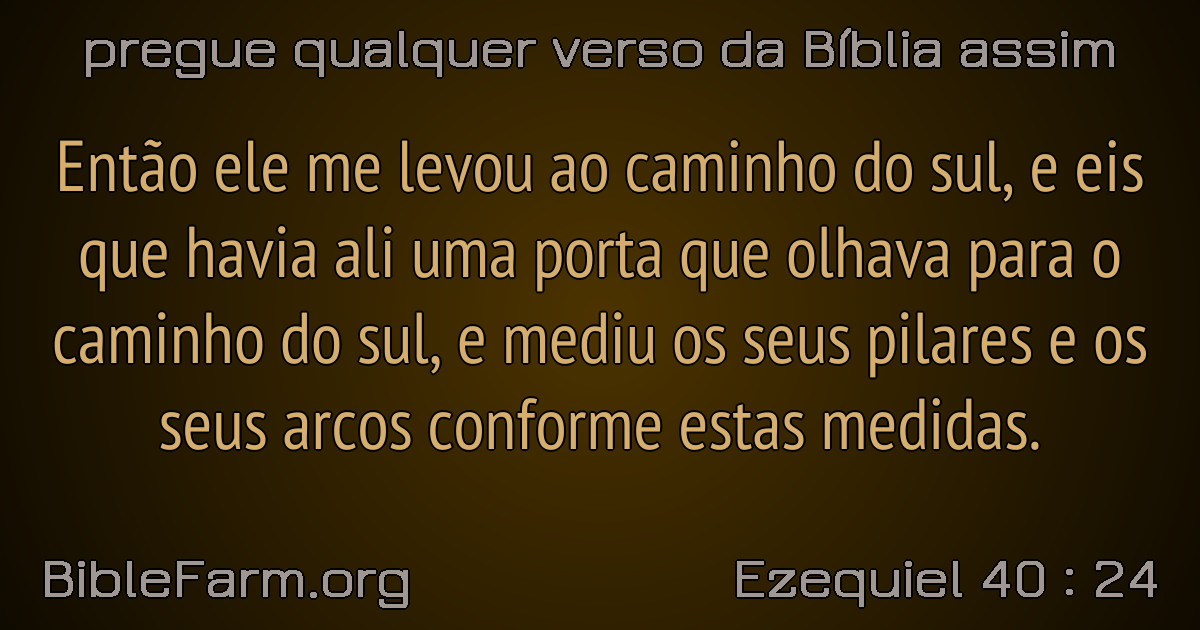 pregue qualquer verso da Bíblia assim
Então ele me levou ao caminho do sul, e eis
que havia ali uma porta que olhava para o
caminho do sul, e mediu os seus pilares e os
seus arcos conforme estas medidas.
BibleFarm.org
Ezequiel 40 : 24